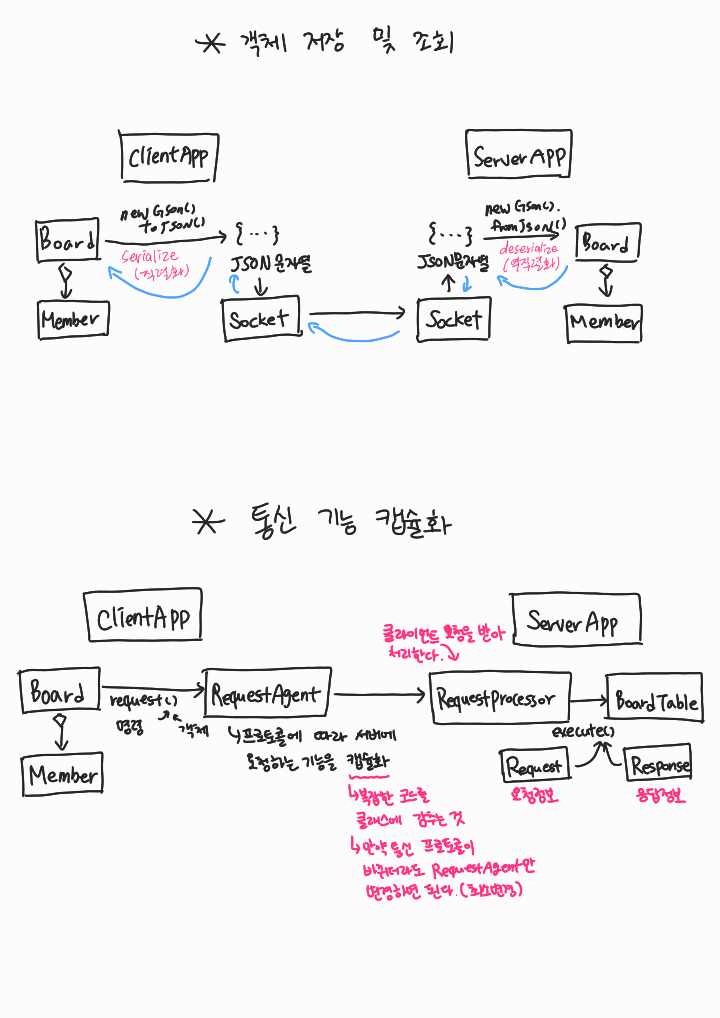 * 객체 저장 및 조회
ClientApp
ServerApp
new Gson()
toJson()
new Gson().
fromJson()
Board
{...}
{...}
Board
serialize
(직렬화)
JSON 문자열
JSON문자열
deserialize
(역직렬화)
Member
Socket
Socket
Member
* 통신 기능 캡슐화
ClientApp
ServerApp
클라이언트 요청을 받아
처리한다.
Board
request()
명령
객체
RequestAgent
RequestProcessor
BoardTable
execute()
Member
↳프로토콜에 따라 서버에
요청하는 기능을 캡슐화
Request
Response
요청정보
응답정보
↳복잡한 코드를
클래스에 감추는 것
↳만약 통신 프로토콜이
바뀌더라도 RequestAgent만
변경하면 된다.(최소변경)